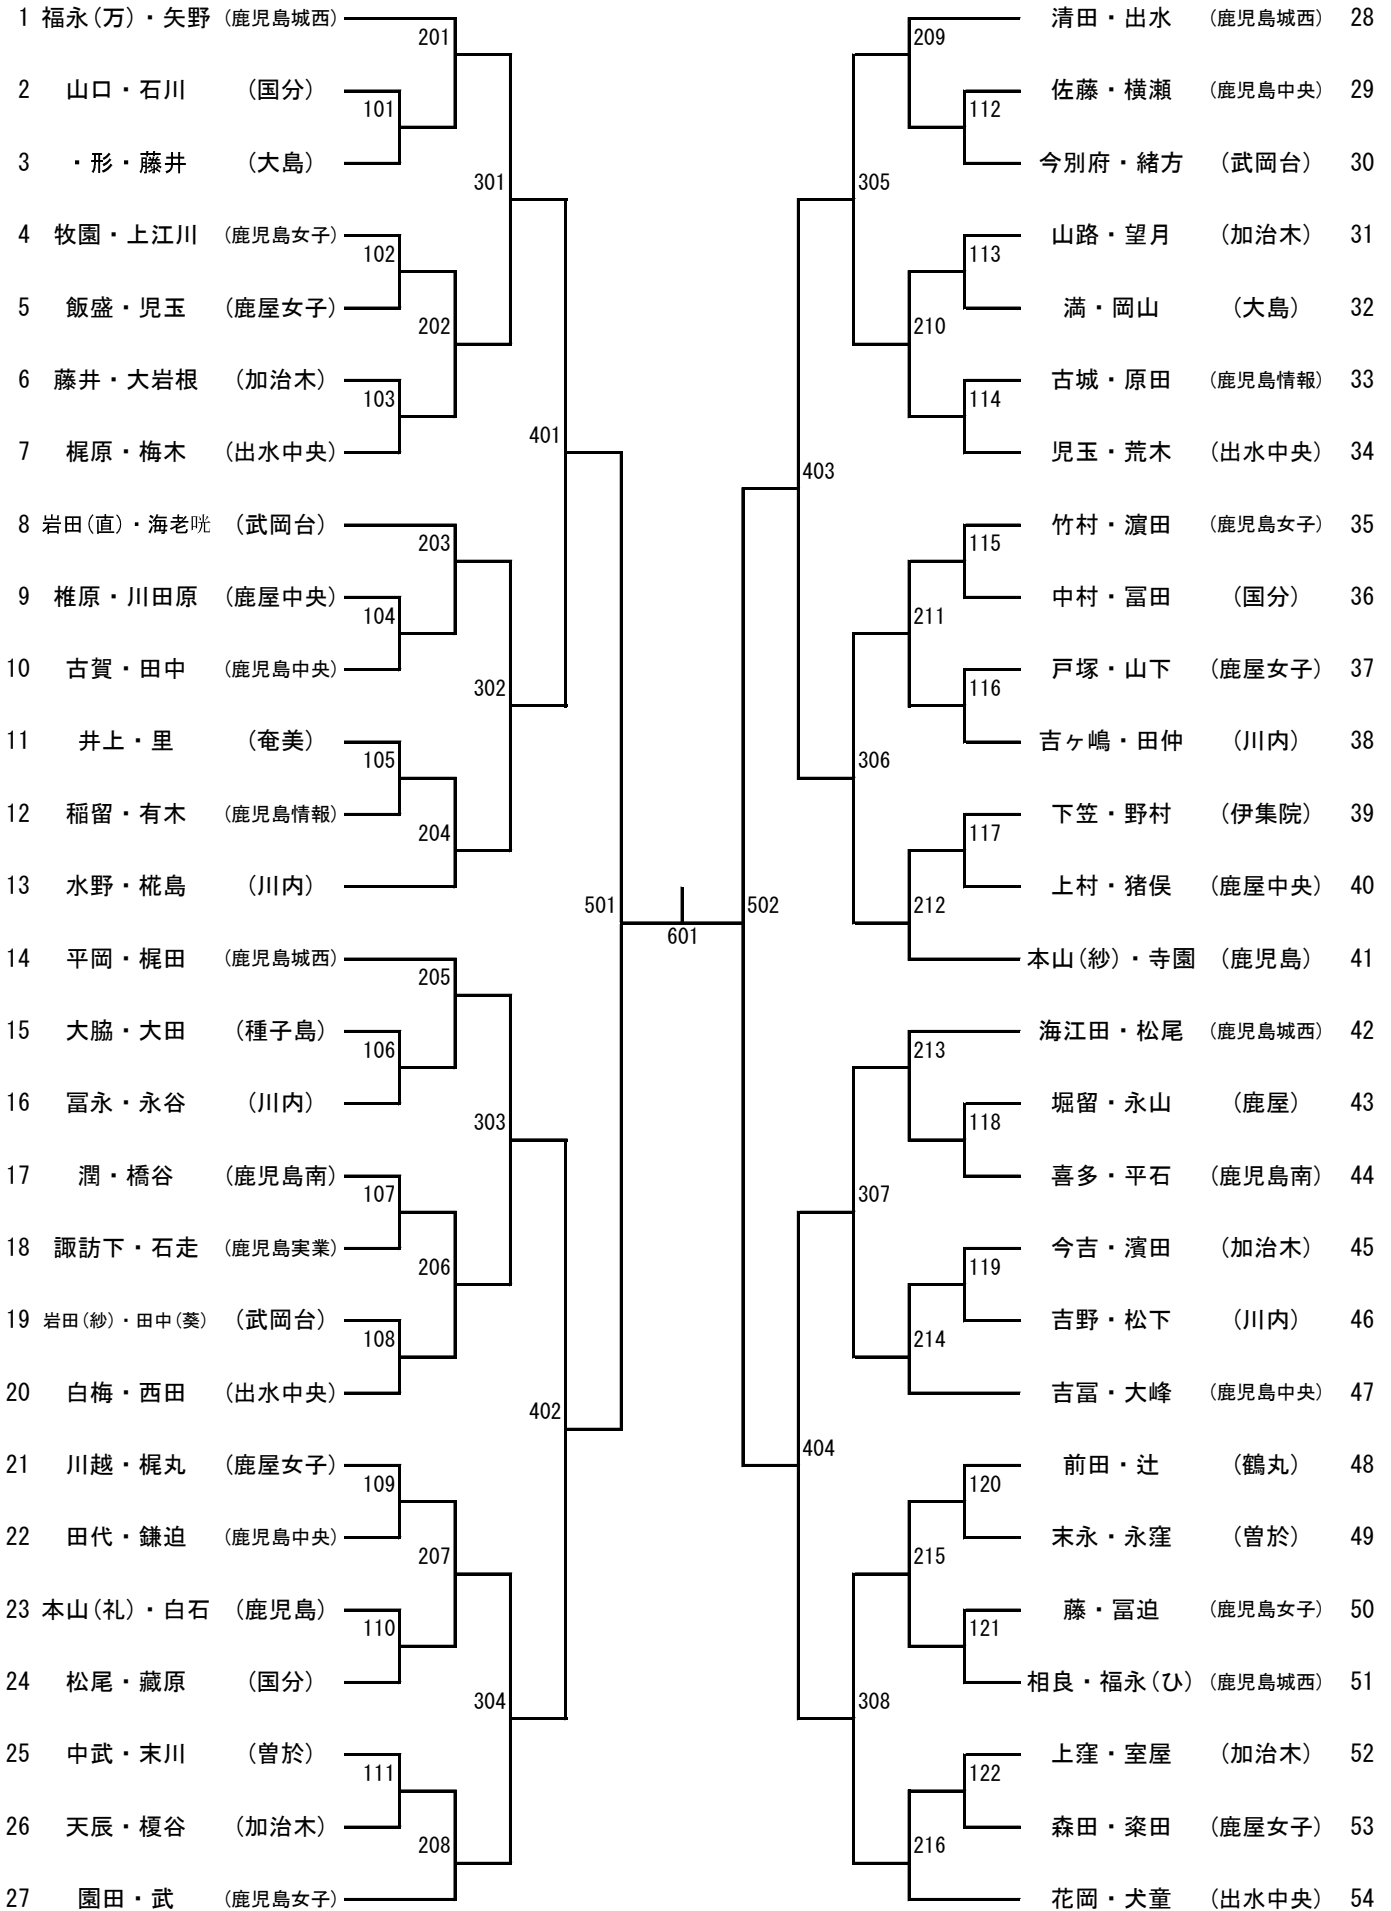 1 福永(万)・矢野 (鹿児島城西)
201
2 山口・石川 (国分)
101
3 ・形・藤井 (大島)
301
4 牧園・上江川 (鹿児島女子)
102
5 飯盛・児玉 (鹿屋女子)
202
6 藤井・大岩根 (加治木)
103
7 梶原・梅木 (出水中央)
401
8 岩田(直)・海老咣 (武岡台)
203
9 椎原・川田原 (鹿屋中央)
104
10 古賀・田中 (鹿児島中央)
302
11 井上・里 (奄美)
105
12 稲留・有木 (鹿児島情報)
204
13 水野・椛島 (川内)
501
14 平岡・梶田 (鹿児島城西)
205
15 大脇・大田 (種子島)
106
16 冨永・永谷 (川内)
303
17 潤・橋谷 (鹿児島南)
107
18 諏訪下・石走 (鹿児島実業)
206
19 岩田(紗)・田中(葵) (武岡台)
108
20 白梅・西田 (出水中央)
402
21 川越・梶丸 (鹿屋女子)
109
22 田代・鎌迫 (鹿児島中央)
207
23 本山(礼)・白石 (鹿児島)
110
24 松尾・藏原 (国分)
304
25 中武・末川 (曽於)
111
26 天辰・榎谷 (加治木)
208
27 園田・武 (鹿児島女子)
601
清田・出水 (鹿児島城西) 28
209
佐藤・横瀬 (鹿児島中央) 29
112
今別府・緒方 (武岡台) 30
305
山路・望月 (加治木) 31
113
満・岡山 (大島) 32
210
古城・原田 (鹿児島情報) 33
114
児玉・荒木 (出水中央) 34
403
竹村・濵田 (鹿児島女子) 35
115
中村・冨田 (国分) 36
211
戸塚・山下 (鹿屋女子) 37
116
吉ヶ嶋・田仲 (川内) 38
306
下笠・野村 (伊集院) 39
117
上村・猪俣 (鹿屋中央) 40
212
502
本山(紗)・寺園 (鹿児島) 41
海江田・松尾 (鹿児島城西) 42
213
堀留・永山 (鹿屋) 43
118
喜多・平石 (鹿児島南) 44
307
今吉・濱田 (加治木) 45
119
吉野・松下 (川内) 46
214
吉冨・大峰 (鹿児島中央) 47
404
前田・辻 (鶴丸) 48
120
末永・永窪 (曽於) 49
215
藤・冨迫 (鹿児島女子) 50
121
相良・福永(ひ) (鹿児島城西) 51
308
上窪・室屋 (加治木) 52
122
森田・楽田 (鹿屋女子) 53
216
花岡・犬童 (出水中央) 54